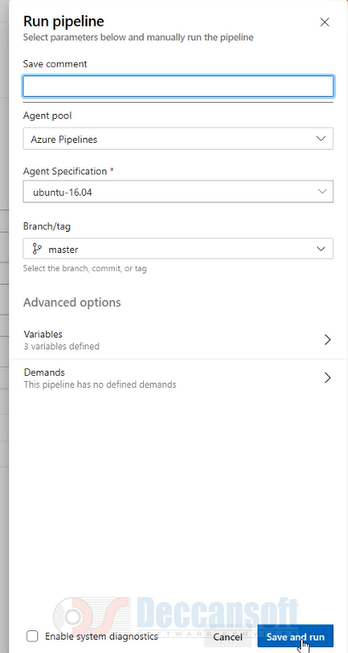 Run pipeline
Select parameters below and manually run the pipeline
Save comment
Agent pool
Azure Pipelines
Agent Specification *
ubuntu-16.04
Branch/tag
master
Select the branch, commit, or tag
Advanced options
Variables
3 variables defined
Demands
This pipeline has no defined demands
Deccansoft
Enable system diagnostics
Cancel
Save and run